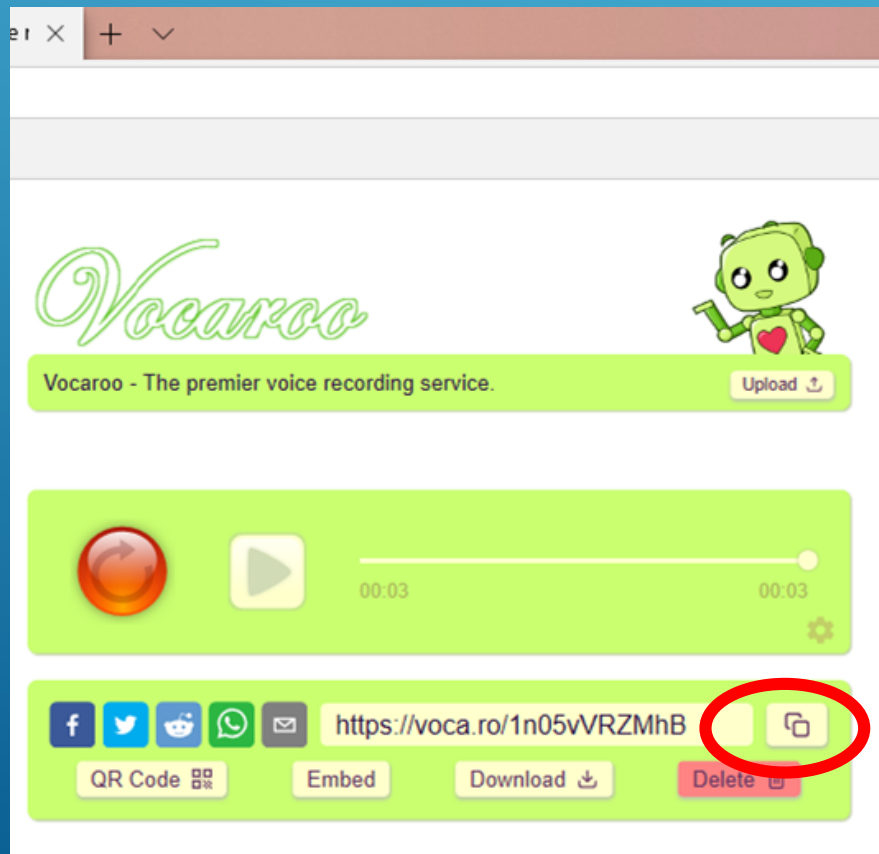 er
Vocaroo
Vocaroo - The premier voice recording service.
Upload
00:03 00:03
https://voca.ro/1n05vVRZMhB
QR Code Embed Download Delete